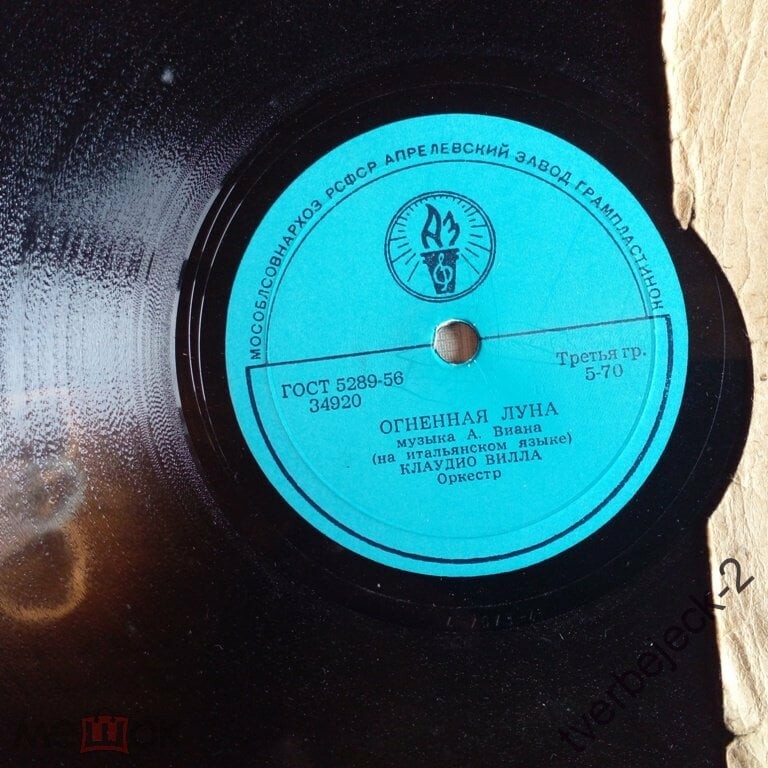 МОСОБЛСОВНАРХОЗ РСФСР АПРЕЛЕВСКИЙ ЗАВОД ГРАМПЛАСТИНОК
АЗ
ГОСТ 5289-56
34920
Третья гр.
5-70
ОГНЕННАЯ ЛУНА
музыка А. Виана
(на итальянском языке)
КЛАУДИО ВИЛЛА
Оркестр
tverbejeck-2
мешок